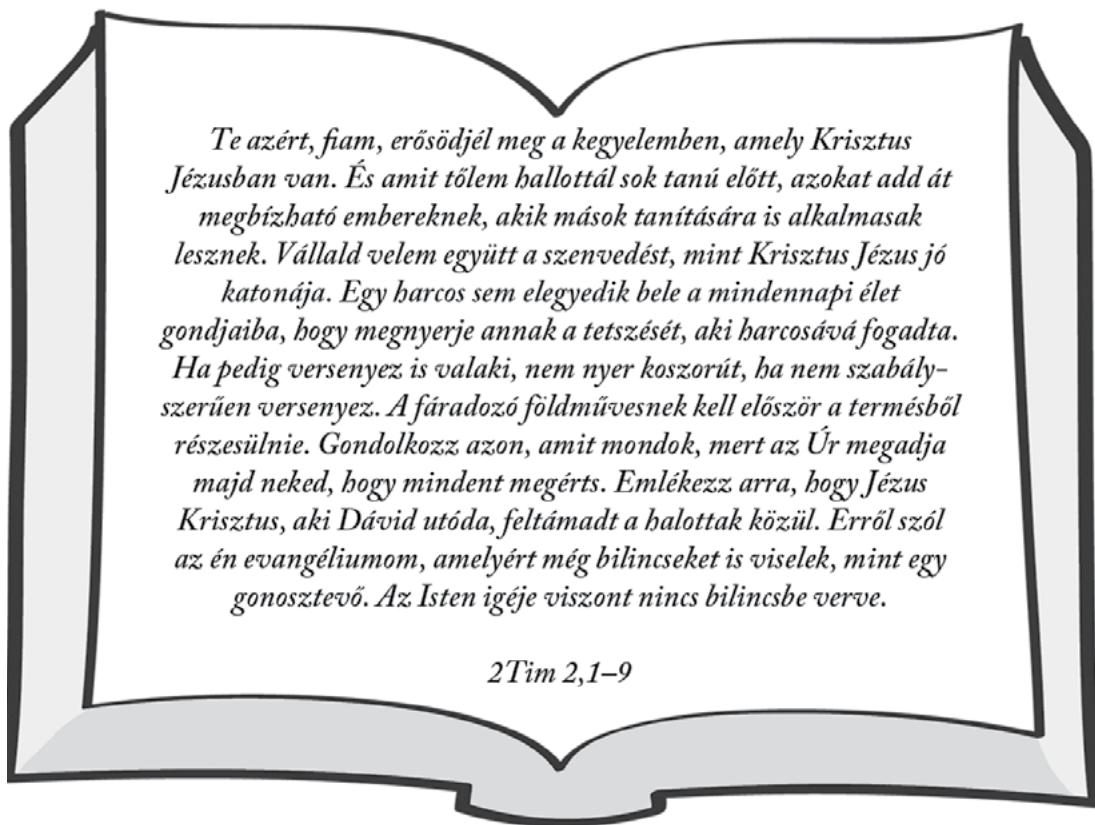 Te azért, fiam, erősödjél meg a kegyelemben, amely Krisztus
Jézusban van. És amit tőlem hallottál sok tanú előtt, azokat add át
megbízható embereknek, akik mások tanítására is alkalmasak
lesznek. Vállald velem együtt a szenvedést, mint Krisztus Jézus jó
katonája. Egy harcos sem elegyedik bele a mindennapi élet
gondjaiba, hogy megnyerje annak a tetszését, aki harcosává fogadta.
Ha pedig versenyez is valaki, nem nyer koszorút, ha nem szabály-
szerűen versenyez. A fáradozó földművesnek kell először a termésből
részesülnie. Gondolkozz azon, amit mondok, mert az Úr megadja
majd neked, hogy mindent megérts. Emlékezz arra, hogy Jézus
Krisztus, aki Dávid utóda, feltámadt a halottak közül. Erről szól
az én evangéliumom, amelyért még bilincseket is viselek, mint egy
gonosztevő. Az Isten igéje viszont nincs bilincsbe verve.
2Tim 2,1–9